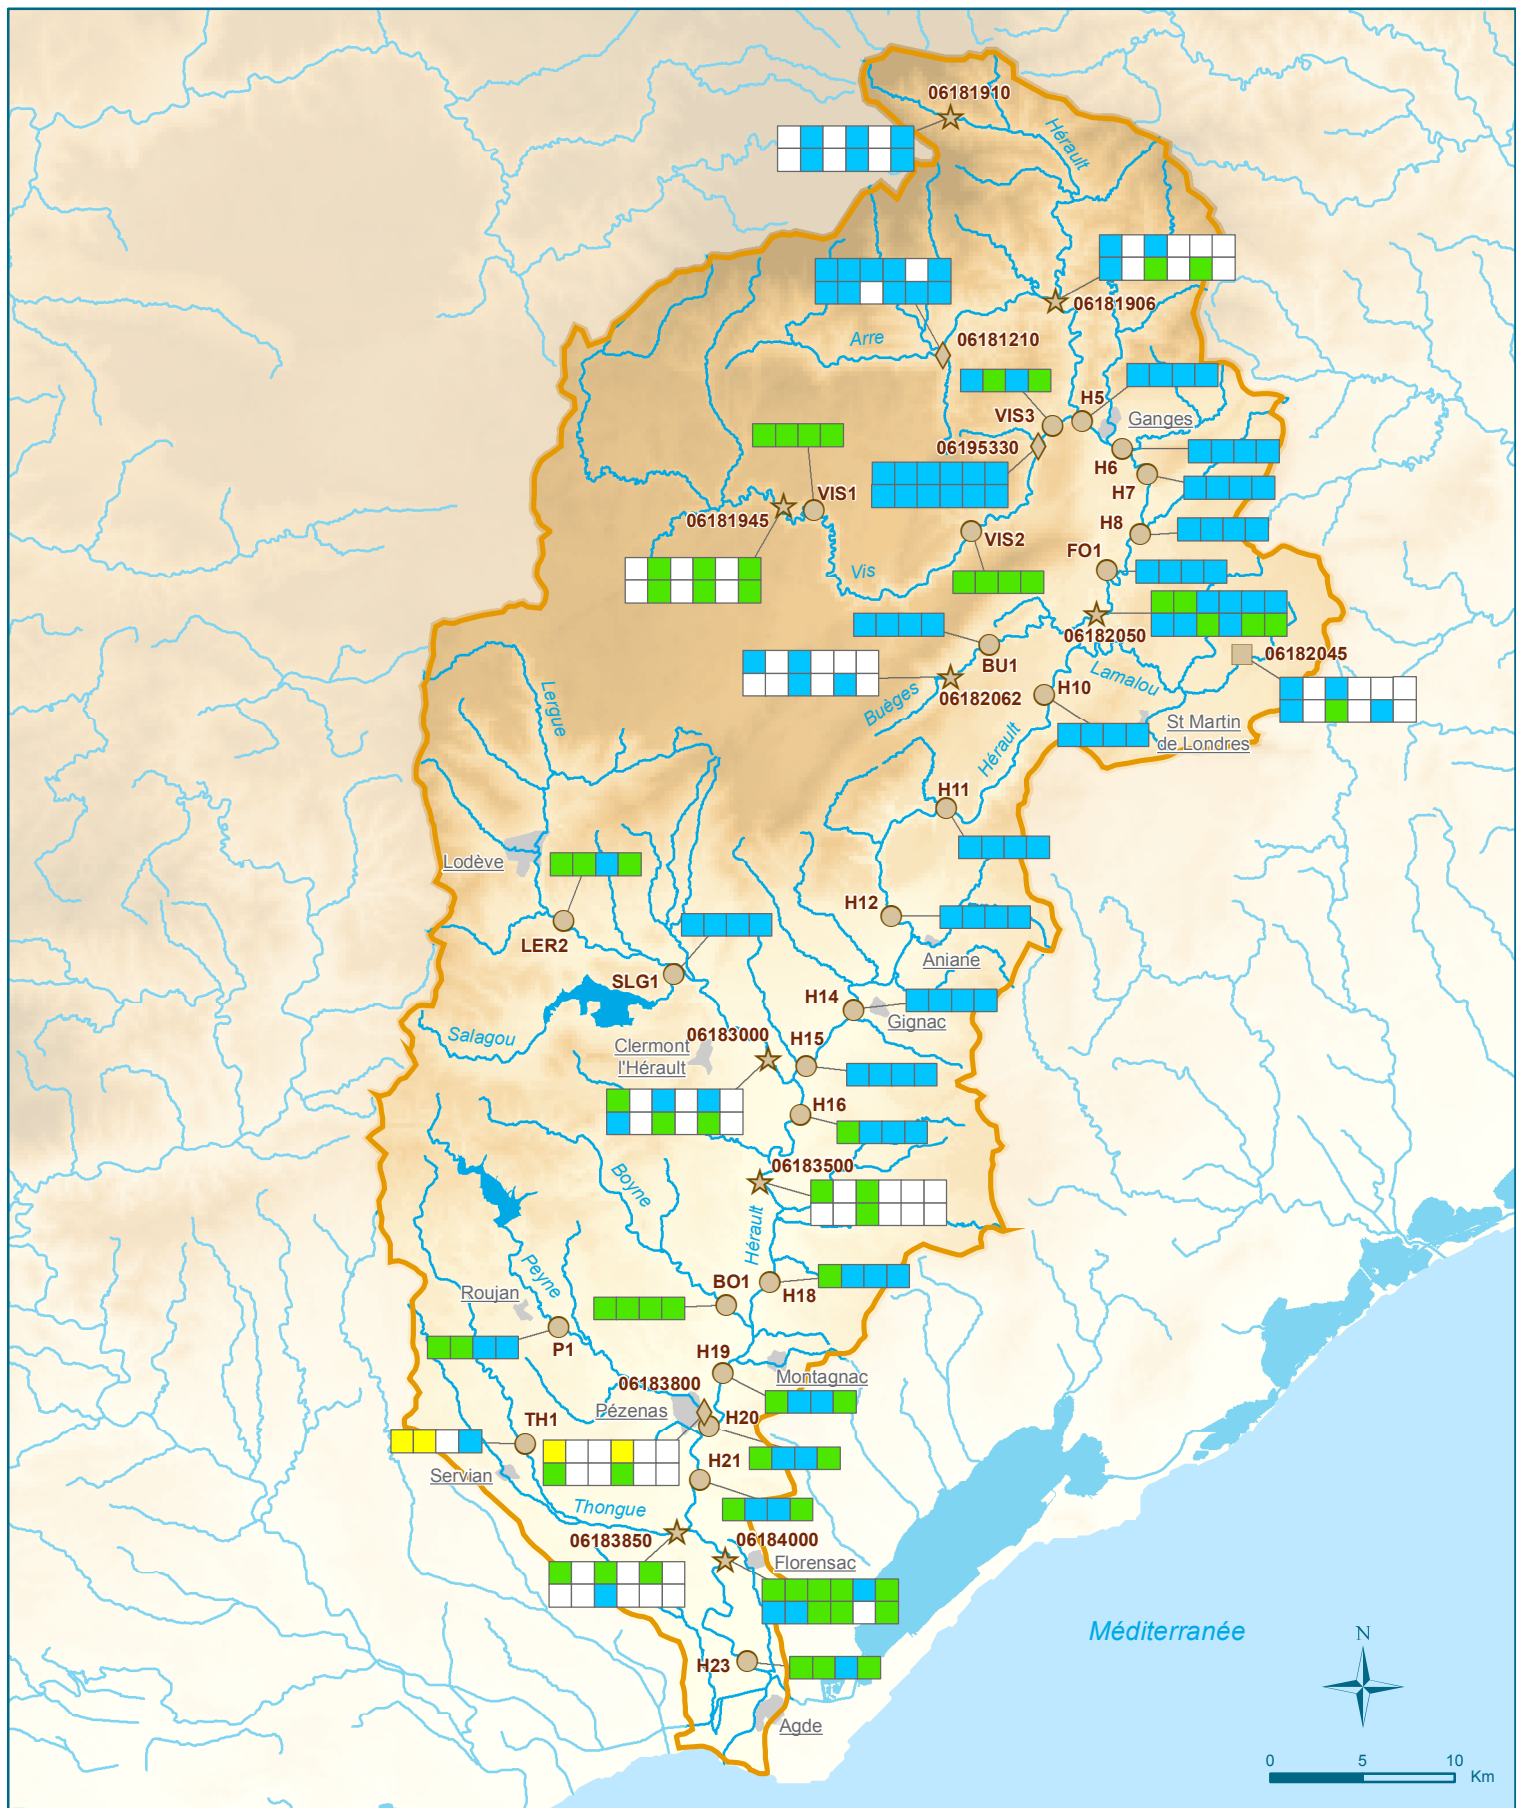 06181910
Hérault
06181906
Arre
06181210
H5
VIS3
Ganges
06195330
H6
H7
VIS1
06181945
H8
VIS2
FO1
Vis
06182050
06182045
BU1
Lamalou
Buèges
06182062
H10
Lergue
St Martin
de Londres
Hérault
H11
Lodève
H12
LER2
Aniane
SLG1
H14
Gignac
Salagou
06183000
H15
Clermont
l'Hérault
H16
06183500
Boyne
Hérault
Peyne
BO1
H18
Roujan
P1
H19
Montagnac
06183800
Pézenas
H20
TH1
H21
Servian
Thongue
06183850
06184000
Florensac
Méditerranée
N
H23
Agde
0 5 10
Km